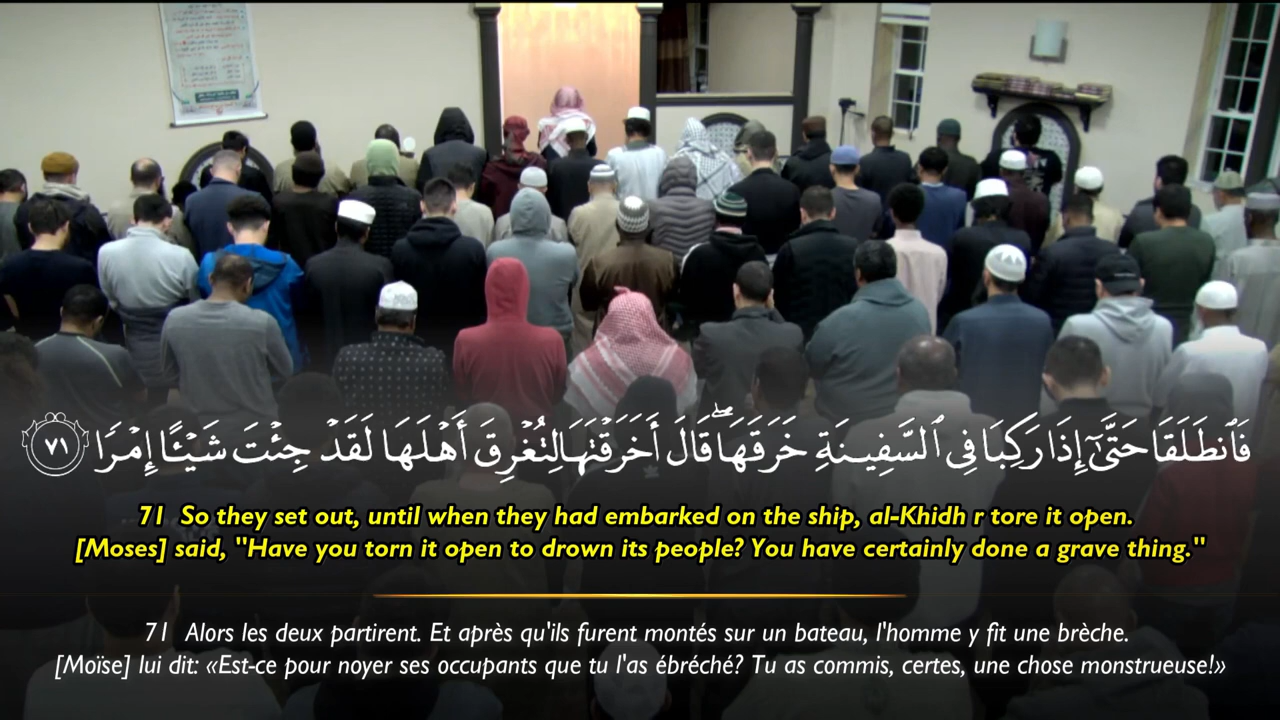 فَٱنطَلَقَا حَتَّىٰٓ إِذَا رَكِبَا فِى ٱلسَّفِينَةِ خَرَقَهَا ۖ قَالَ أَخَرَقْتَهَا لِتُغْرِقَ أَهْلَهَا لَقَدْ جِئْتَ شَيْـًٔا إِمْرًا ٧١
71 So they set out, until when they had embarked on the ship, al-Khidh r tore it open.
[Moses] said, "Have you torn it open to drown its people? You have certainly done a grave thing."
71 Alors les deux partirent. Et après qu'ils furent montés sur un bateau, l'homme y fit une brèche.
[Moïse] lui dit: «Est-ce pour noyer ses occupants que tu l'as ébréché? Tu as commis, certes, une chose monstrueuse!»